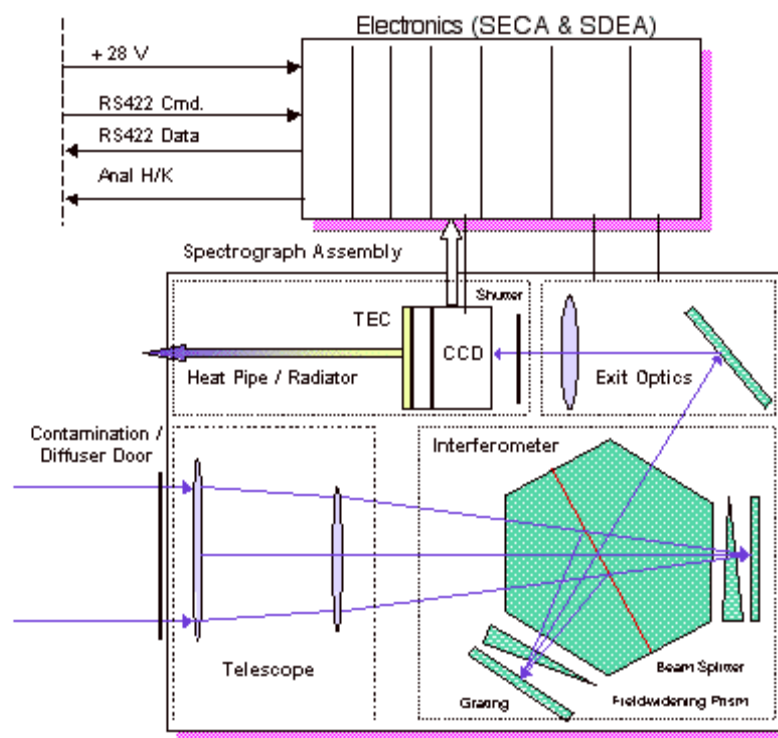 Electronics (SECA & SDEA)
+ 28 V
RS422 Cmd.
RS422 Data
Anal H/K
Spectrograph Assembly
Shutter
TEC
CCD
Heat Pipe / Radiator
Exit Optics
Contamination /
Diffuser Door
Interferometer
Telescope
Beam Splitter
Grating
Fieldwidening Prism